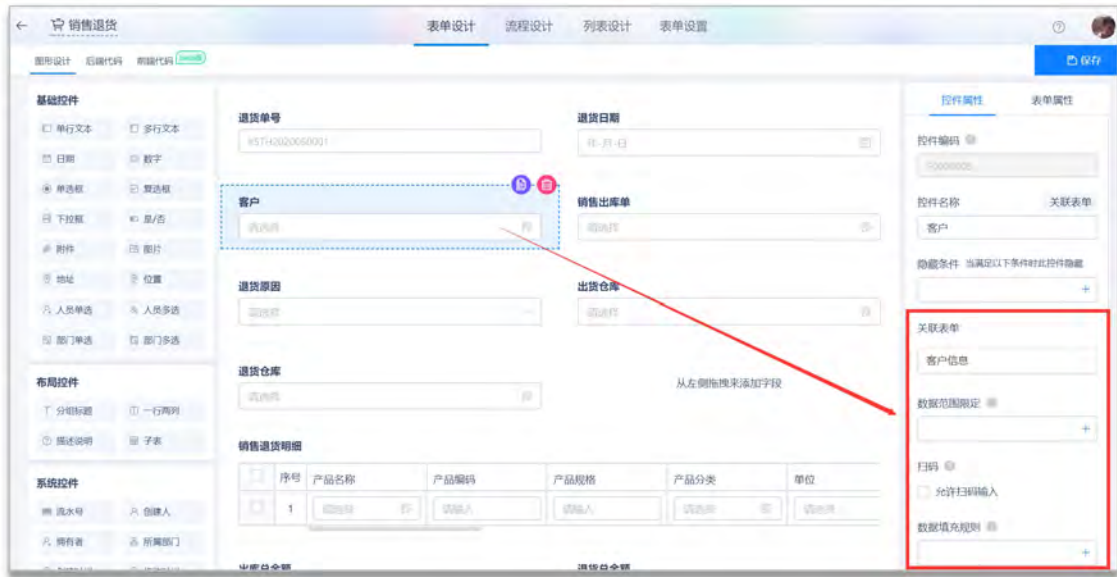 ← 销售退货 表单设计 流程设计 列表设计 表单设置
图形设计 后端代码 前端代码 保存
基础控件
单行文本 多行文本
日期 数字
单选框 复选框
下拉框 是/否
附件 图片
地址 位置
人员单选 人员多选
部门单选 部门多选
布局控件
分组标题 一行两列
描述说明 子表
系统控件
流水号 创建人
拥有者 所属部门
退货单号 退货日期
年-月-日
客户 销售出库单
请选择 请选择
退货原因 出货仓库
请选择 请选择
退货仓库
请选择 从左侧拖拽来添加字段
销售退货明细
序号 产品名称 产品编码 产品规格 产品分类 单位
1 请选择 请输入 请输入 请选择 请选择
出库总金额 退货总金额
控件属性 表单属性
控件编码
控件名称 关联表单
客户
隐藏条件 当满足以下条件时此控件隐藏
+
关联表单
客户信息
数据范围限定
+
扫码
允许扫码输入
数据填充规则
+